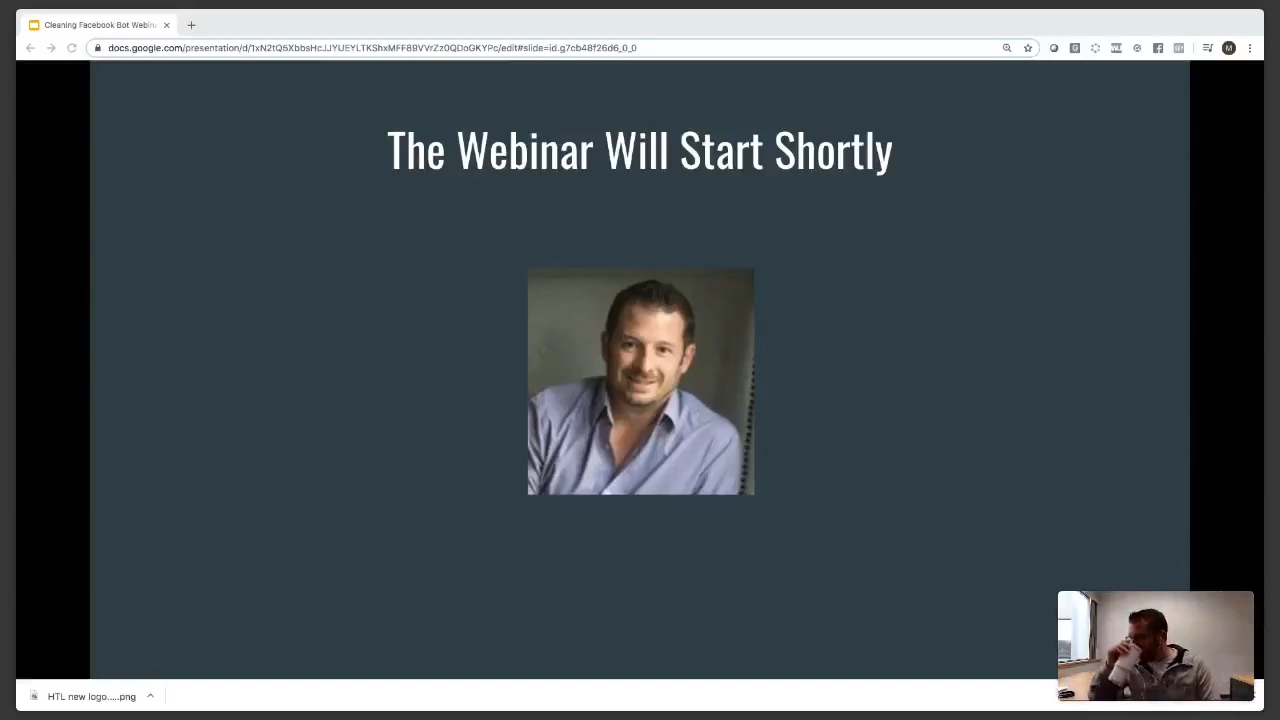 Cleaning Facebook Bot Webin
docs.google.com/presentation/d/1xN2tQ5XbbsHcJJYUEYLTKShxMFF89VVrZz0QDoGKYPc/edit#slide=id.g7cb48f26d6_0_0
M
The Webinar Will Start Shortly
HTL new logo.....png